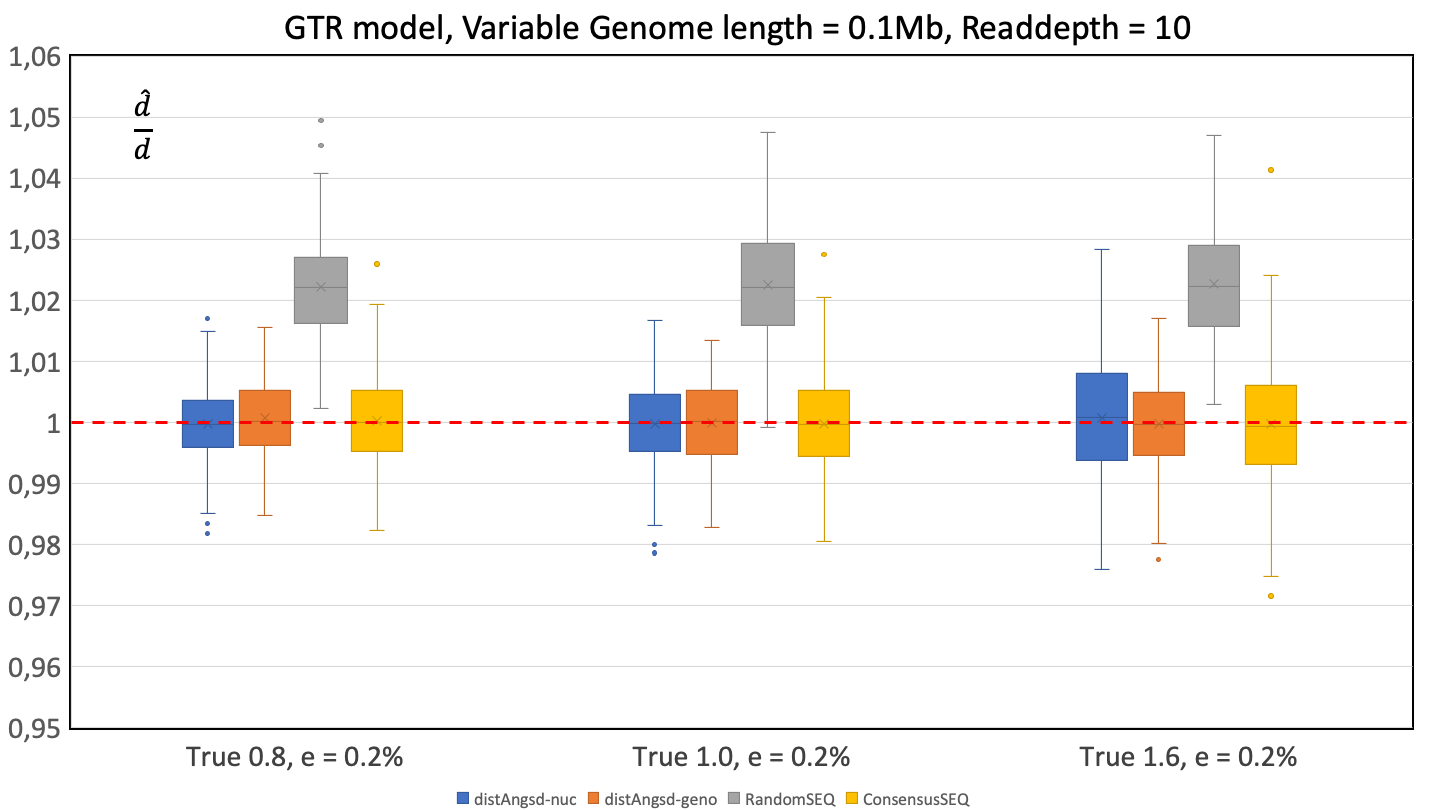 GTR model, Variable Genome length = 0.1Mb, Readdepth = 10
1,06
1,05
1,04
1,03
1,02
1,01
1
0,99
0,98
0,97
0,96
0,95
d̂
d
True 0.8, e = 0.2%
True 1.0, e = 0.2%
True 1.6, e = 0.2%
distAngsd-nuc
distAngsd-geno
RandomSEQ
ConsensusSEQ